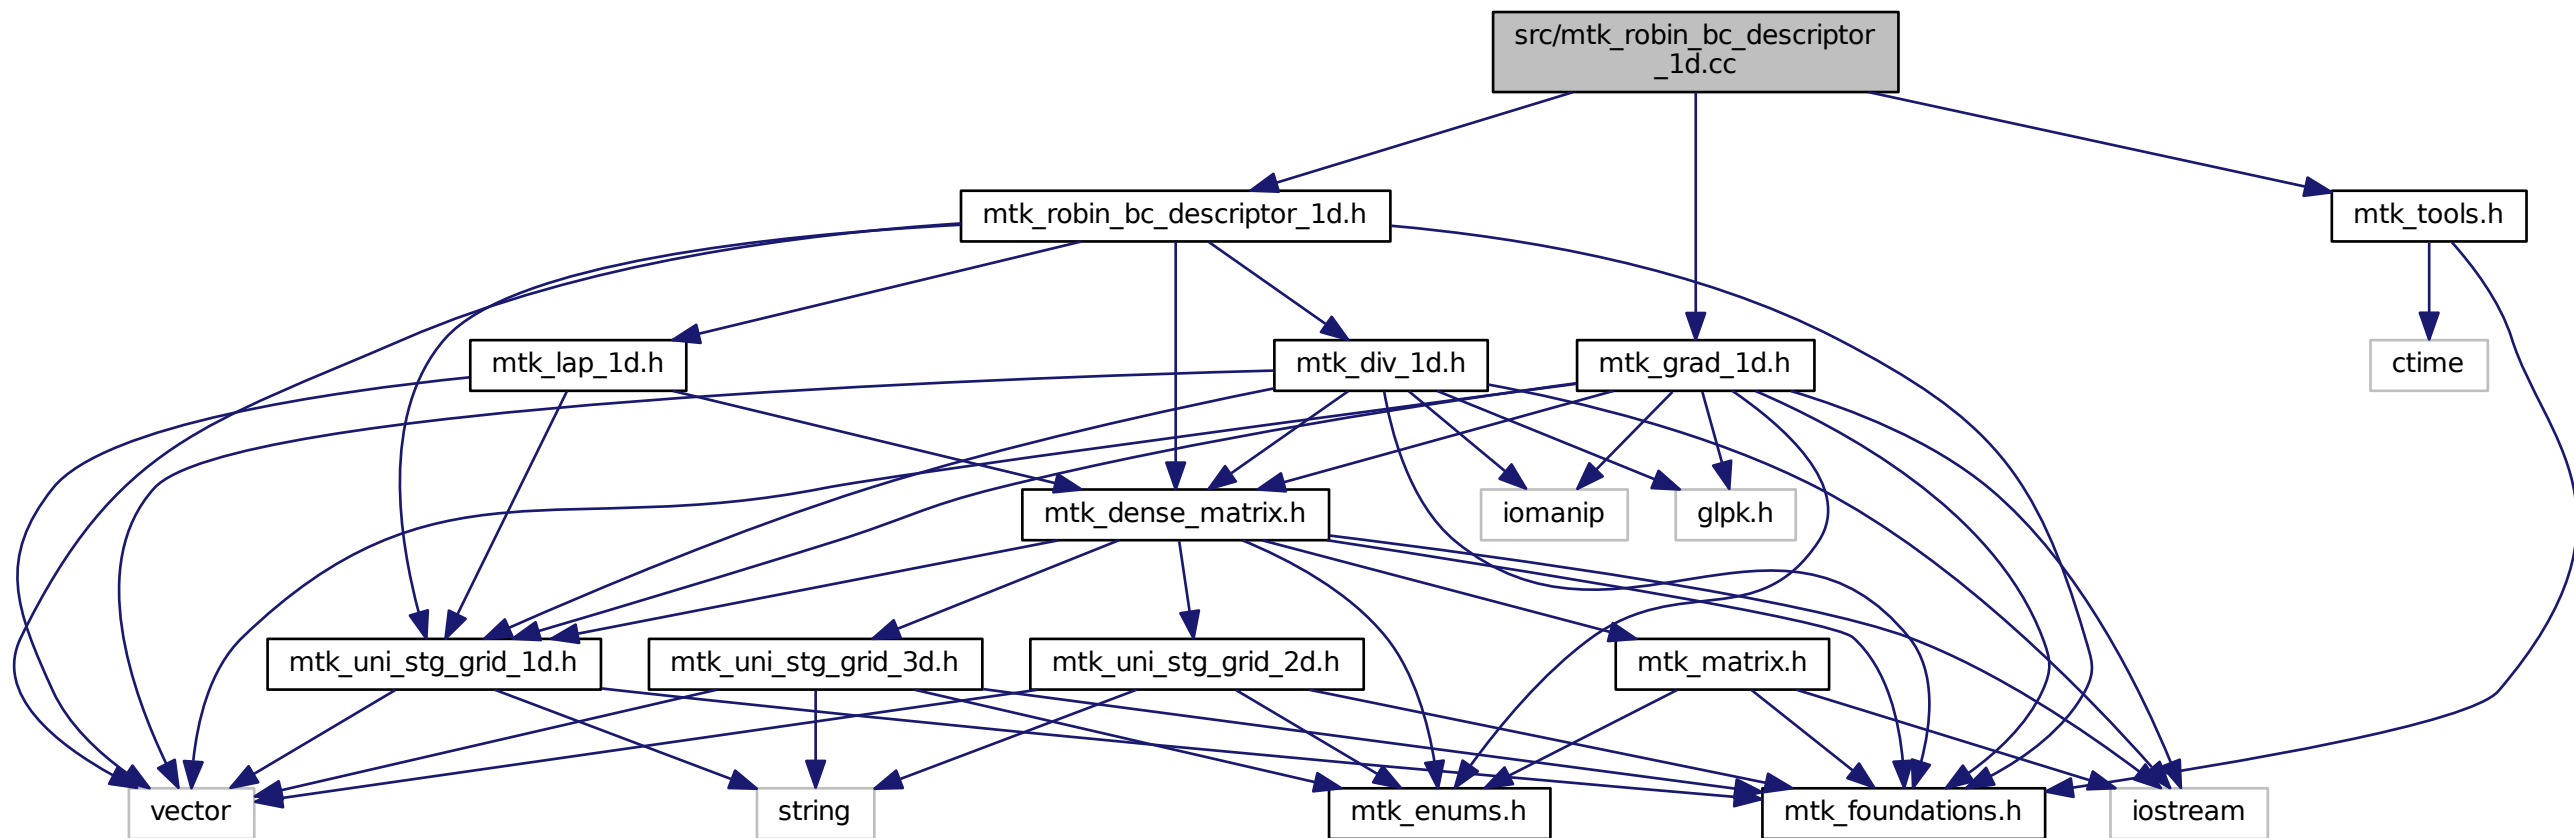 src/mtk_robin_bc_descriptor
_1d.cc
mtk_robin_bc_descriptor_1d.h
mtk_tools.h
mtk_lap_1d.h
mtk_div_1d.h
mtk_grad_1d.h
ctime
mtk_dense_matrix.h
iomanip
glpk.h
mtk_uni_stg_grid_1d.h
mtk_uni_stg_grid_3d.h
mtk_uni_stg_grid_2d.h
mtk_matrix.h
vector
string
mtk_enums.h
mtk_foundations.h
iostream